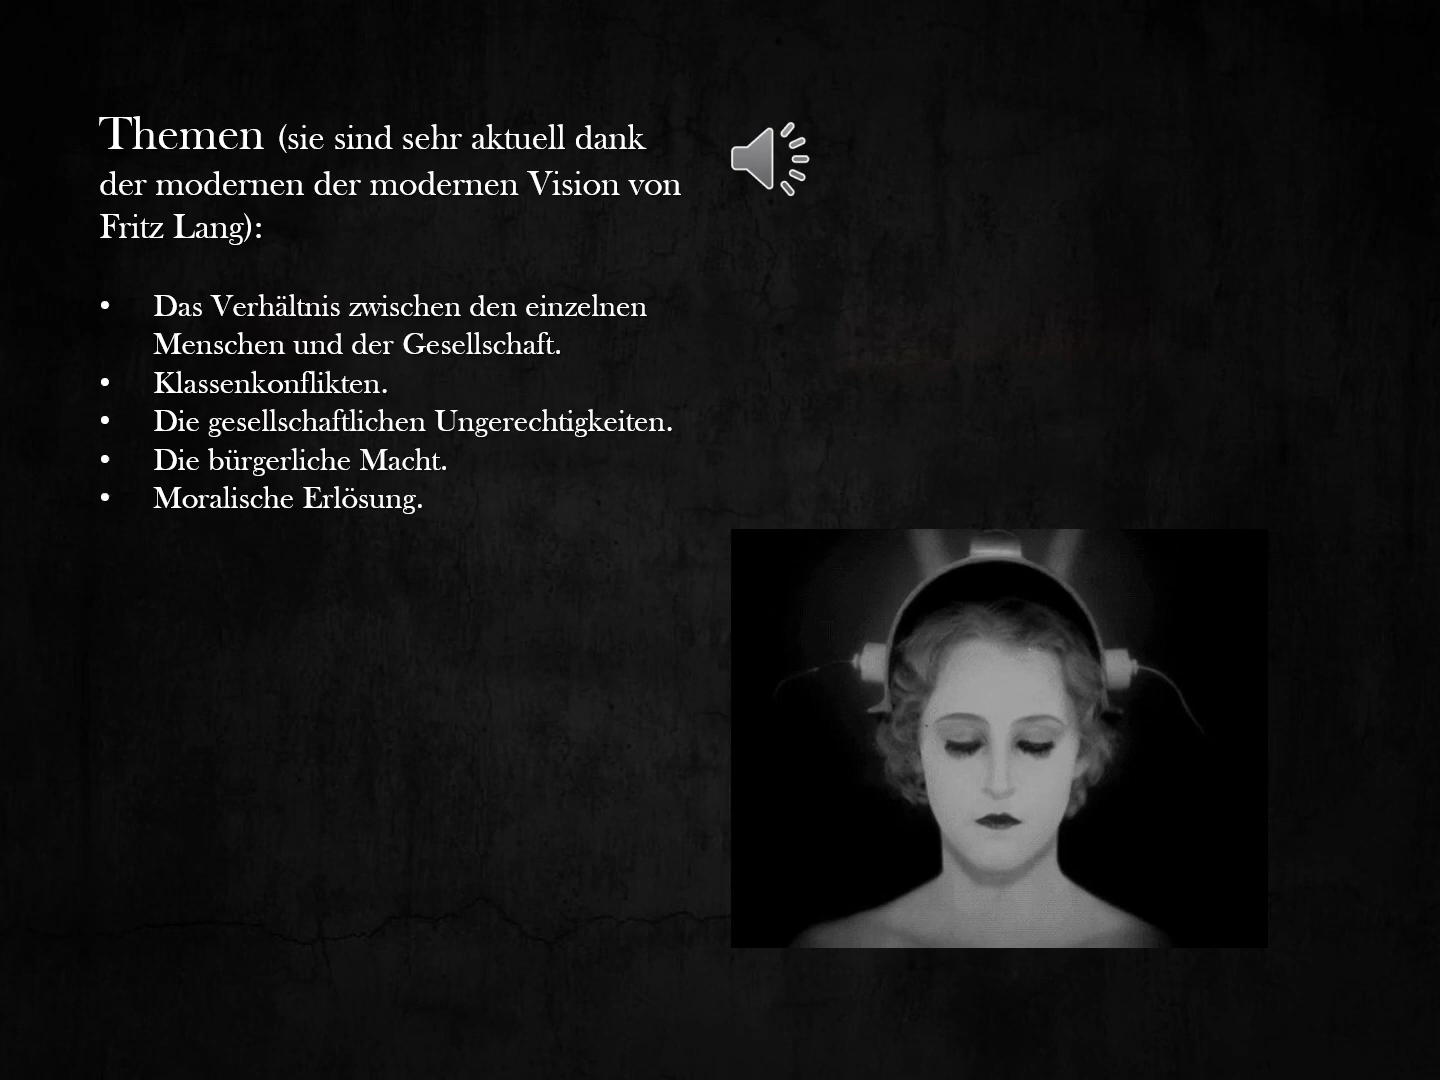 Themen (sie sind sehr aktuell dank
der modernen der modernen Vision von
Fritz Lang):
• Das Verhältnis zwischen den einzelnen
Menschen und der Gesellschaft.
• Klassenkonflikten.
• Die gesellschaftlichen Ungerechtigkeiten.
• Die bürgerliche Macht.
• Moralische Erlösung.